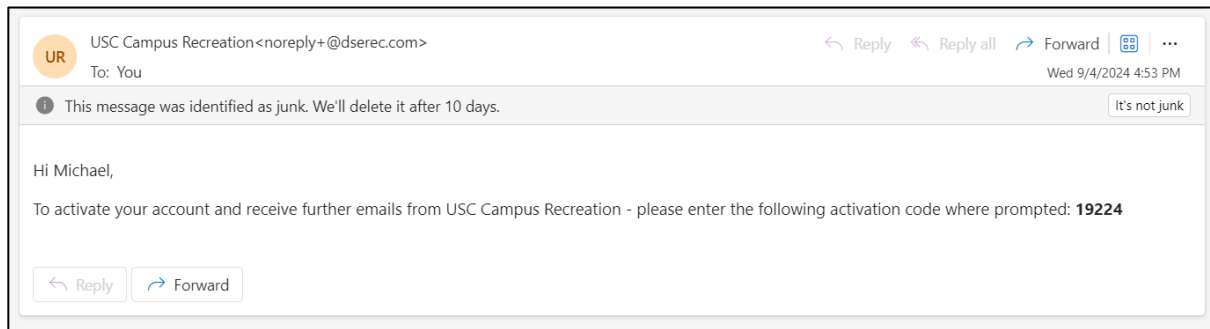 UR
USC Campus Recreation<noreply+@dserec.com>
Reply Reply all Forward
To: You
Wed 9/4/2024 4:53 PM
This message was identified as junk. We'll delete it after 10 days.
It's not junk
Hi Michael,
To activate your account and receive further emails from USC Campus Recreation - please enter the following activation code where prompted: 19224
Reply Forward